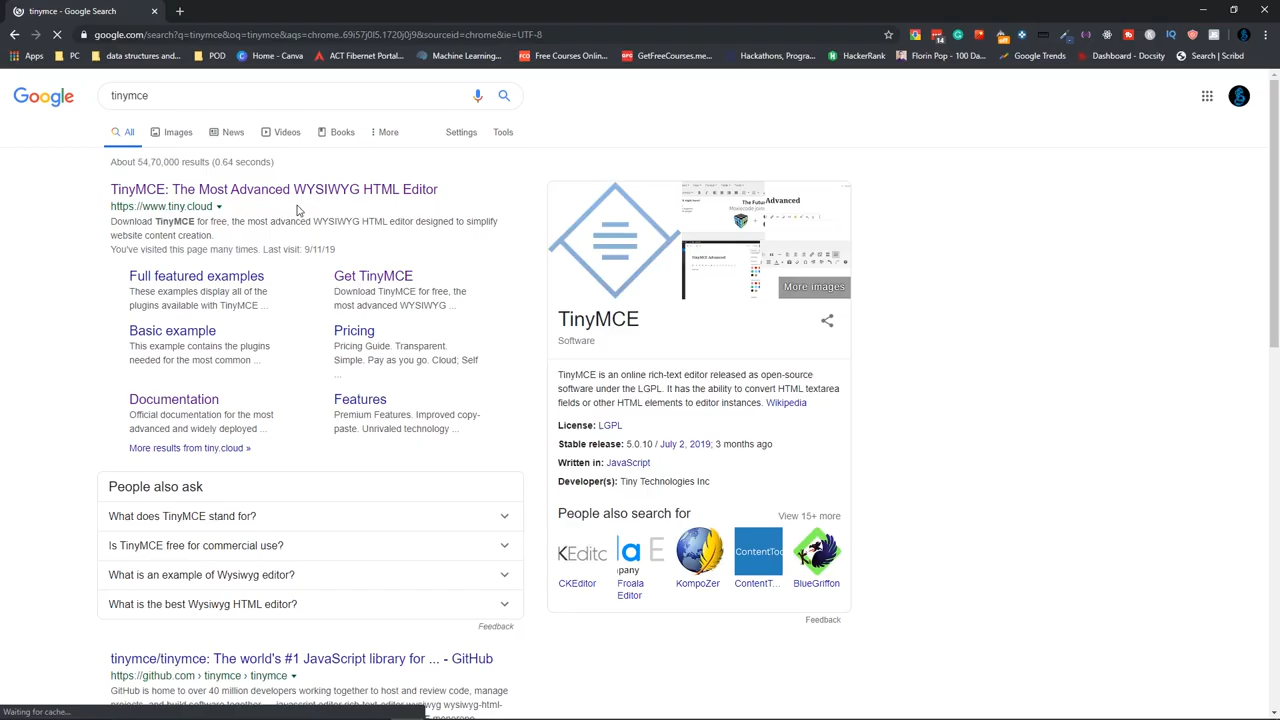 tinymce - Google Search
google.com/search?q=tinymce&oq=tinymce&aqs=chrome..69i57j0l5.1720j0j9&sourceid=chrome&ie=UTF-8
Apps
PC
data structures and...
POD
Home - Canva
ACT Fibernet Portal...
Machine Learning...
Free Course Onlin...
GetFreeCourses.me...
Hackathons, Progra...
HackerRank
Florin Pop - 100 Da...
Google Trends
Dashboard - Docsity
Search | Scribd
Google
tinymce
All
Images
News
Videos
Books
More
Settings
Tools
About 54,70,000 results (0.64 seconds)
TinyMCE: The Most Advanced WYSIWYG HTML Editor
https://www.tiny.cloud
Download TinyMCE for free, the most advanced WYSIWYG HTML editor designed to simplify
website content creation.
You've visited this page many times. Last visit: 9/11/19
Full featured examples
These examples display all of the
plugins available with TinyMCE ...
Get TinyMCE
Download TinyMCE for free, the
most advanced WYSIWYG ...
Basic example
This example contains the plugins
needed for the most common ...
Pricing
Pricing Guide. Transparent.
Simple. Pay as you go. Cloud; Self
...
Documentation
Official documentation for the most
advanced and widely deployed ...
Features
Premium Features. Improved copy-
paste. Unrivaled technology ...
More results from tiny.cloud »
People also ask
What does TinyMCE stand for?
Is TinyMCE free for commercial use?
What is an example of Wysiwyg editor?
What is the best Wysiwyg HTML editor?
Feedback
tinymce/tinymce: The world's #1 JavaScript library for ... - GitHub
https://github.com › tinymce › tinymce
GitHub is home to over 40 million developers working together to host and review code, manage
Advanced
More images
TinyMCE
Software
TinyMCE is an online rich-text editor released as open-source
software under the LGPL. It has the ability to convert HTML textarea
fields or other HTML elements to editor instances. Wikipedia
License: LGPL
Stable release: 5.0.10 / July 2, 2019; 3 months ago
Written in: JavaScript
Developer(s): Tiny Technologies Inc
People also search for
View 15+ more
CKEditor
Froala
Editor
KompoZer
ContentT...
BlueGriffon
Feedback
Waiting for cache...